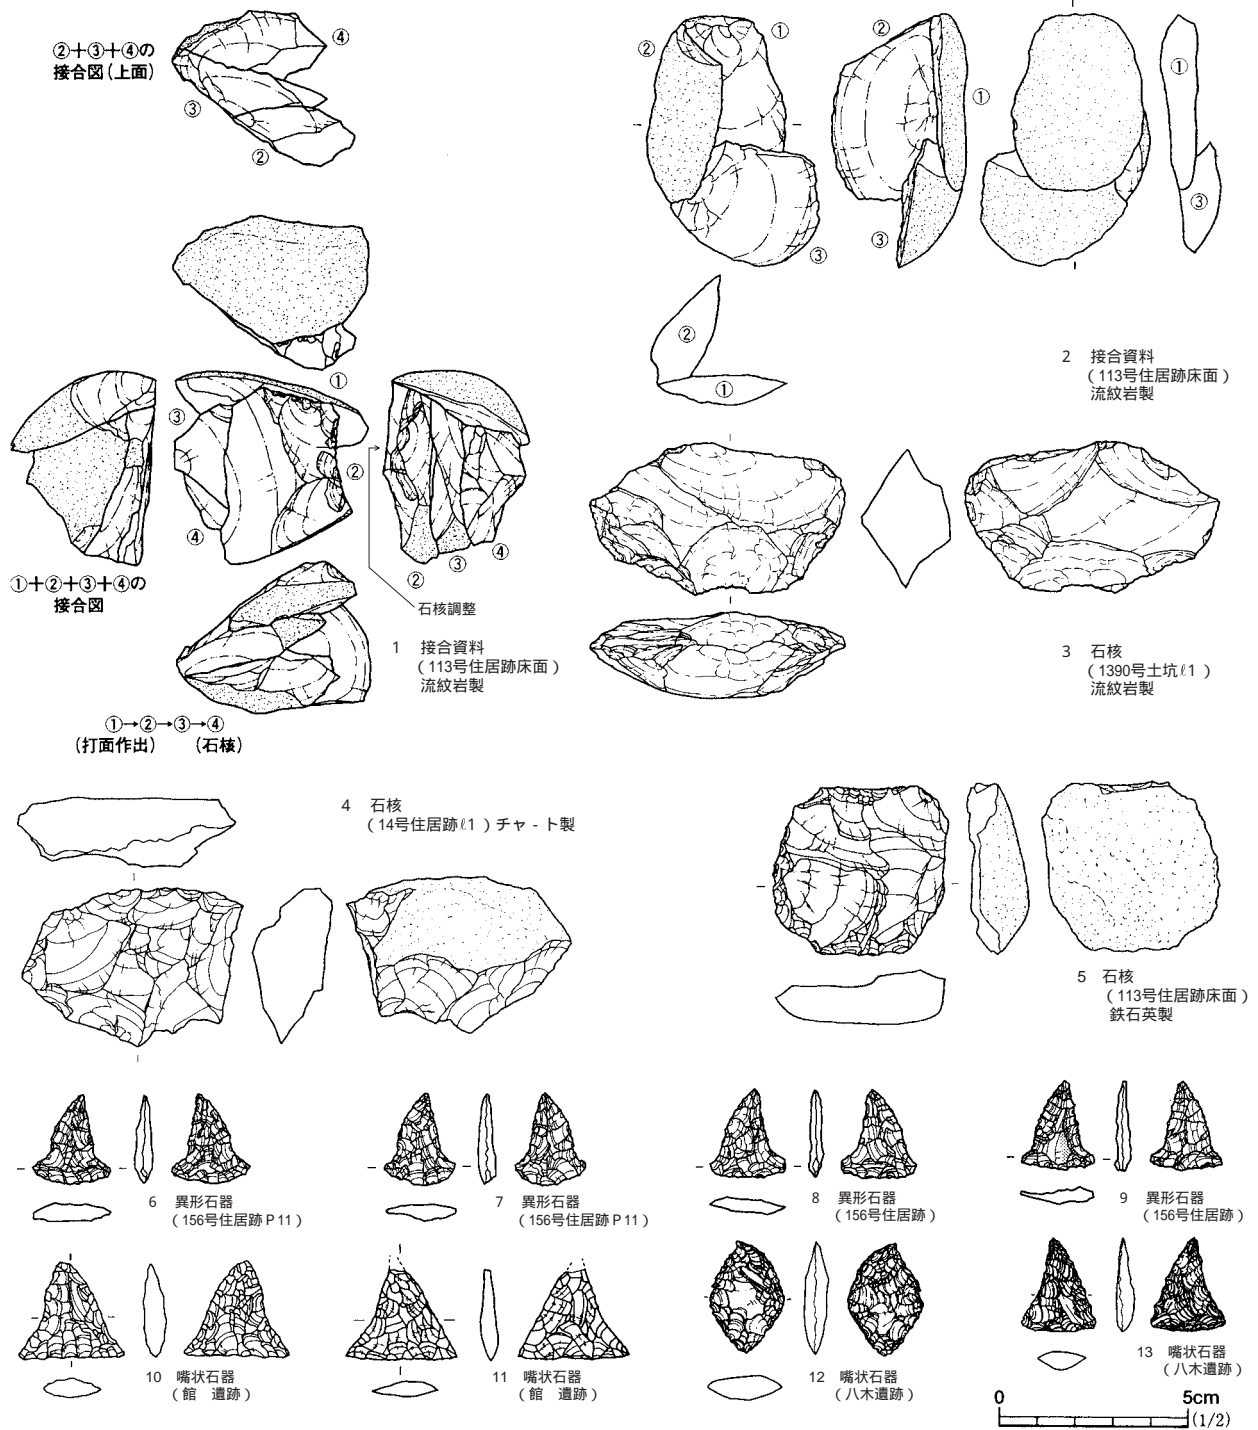 ②＋③＋④の
接合図（上面）
④
③
②
①
③
②
④
②
③
④
①＋②＋③＋④の
接合図
石核調整
1 接合資料
（113号住居跡床面）
流紋岩製
①→②→③→④
（打面作出） （石核）
②
①
③
②
①
③
①
③
②
①
2 接合資料
（113号住居跡床面）
流紋岩製
3 石核
（1390号土坑ℓ1）
流紋岩製
4 石核
（14号住居跡ℓ1）チャ-ト製
5 石核
（113号住居跡床面）
鉄石英製
6 異形石器
（156号住居跡P11）
7 異形石器
（156号住居跡P11）
8 異形石器
（156号住居跡）
9 異形石器
（156号住居跡）
10 嘴状石器
（館 遺跡）
11 嘴状石器
（館 遺跡）
12 嘴状石器
（八木遺跡）
13 嘴状石器
（八木遺跡）
0 5cm
(1/2)